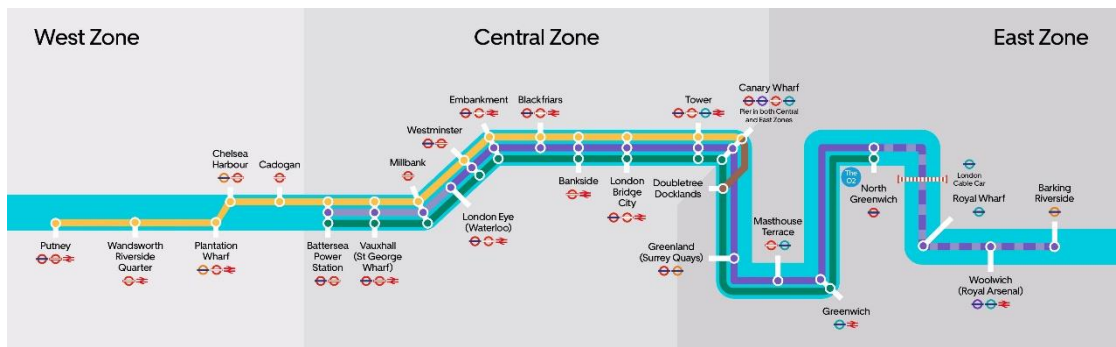 West Zone
Central Zone
East Zone
Putney
Wandsworth
Riverside
Quarter
Plantation
Wharf
Chelsea
Harbour
Cadogan
Battersea
Power
Station
Vauxhall
(St George
Wharf)
Millbank
Westminster
Embankment
London Eye
(Waterloo)
Blackfriars
Bankside
London
Bridge
City
Tower
Canary Wharf
Pier in both Central
and East Zones
Doubletree
Docklands
Greenland
(Surrey Quays)
Masthouse
Terrace
Greenwich
The
O2
North
Greenwich
London
Cable Car
Royal Wharf
Woolwich
(Royal Arsenal)
Barking
Riverside